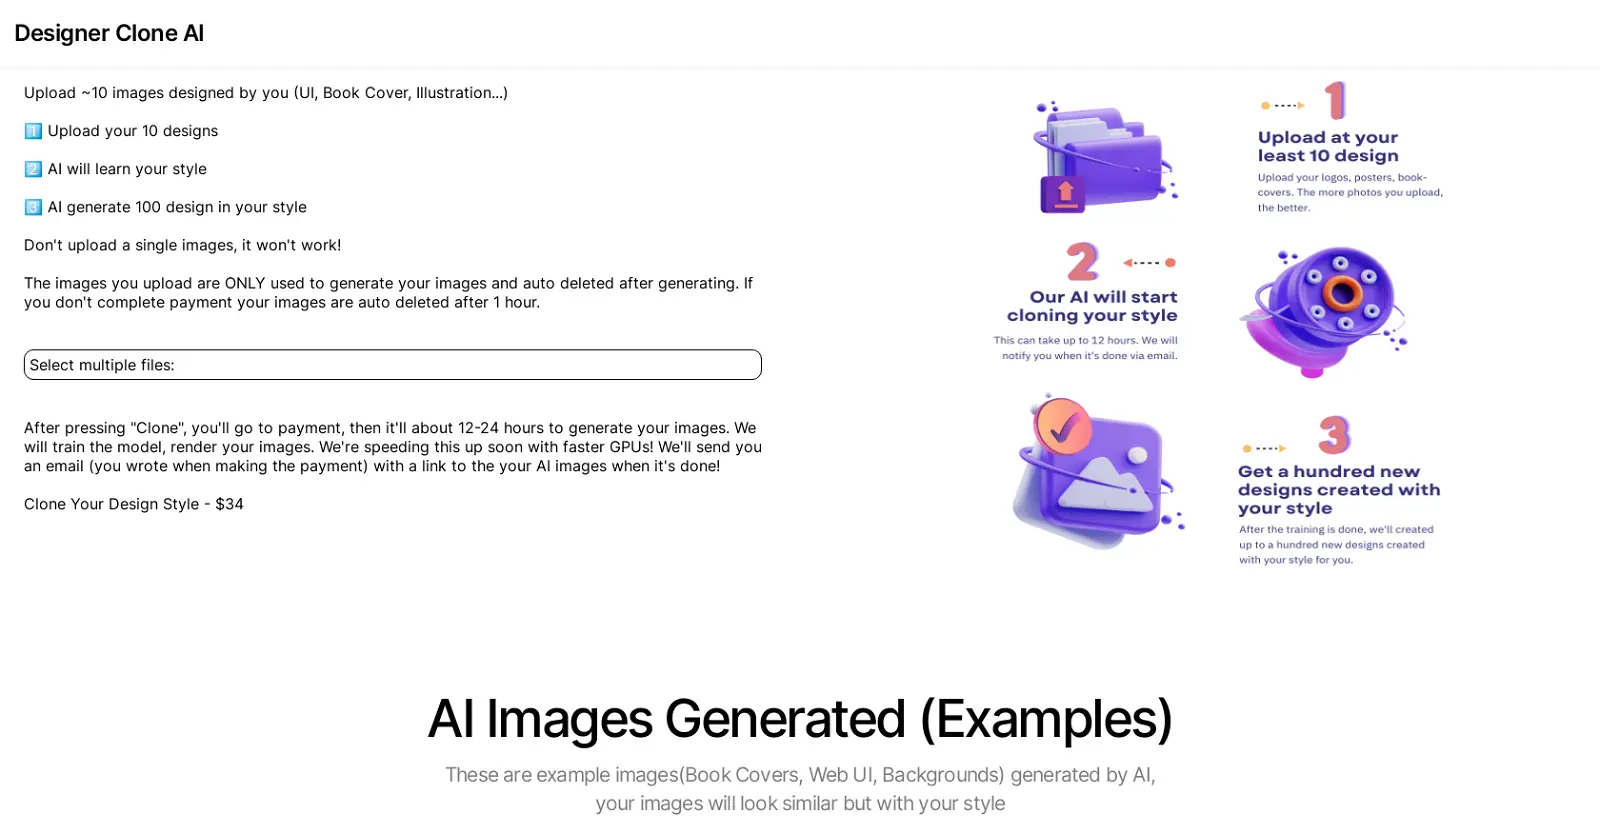 Designer Clone AI
Upload ~10 images designed by you (UI, Book Cover, Illustration...)
1️⃣ Upload your 10 designs
2️⃣ AI will learn your style
3️⃣ AI generate 100 design in your style
Don't upload a single images, it won't work!
The images you upload are ONLY used to generate your images and auto deleted after generating. If
you don't complete payment your images are auto deleted after 1 hour.
Select multiple files:
After pressing "Clone", you'll go to payment, then it'll about 12-24 hours to generate your images. We
will train the model, render your images. We're speeding this up soon with faster GPUs! We'll send you
an email (you wrote when making the payment) with a link to the your AI images when it's done!
Clone Your Design Style - $34
1
Upload at your
least 10 design
Upload your logos, posters, book-
covers. The more photos you upload,
the better.
2
Our AI will start
cloning your style
This can take up to 12 hours. We will
notify you when it's done via email.
3
Get a hundred new
designs created with
your style
After the training is done, we'll created
up to a hundred new designs created
with your style for you.
AI Images Generated (Examples)
These are example images(Book Covers, Web UI, Backgrounds) generated by AI,
your images will look similar but with your style